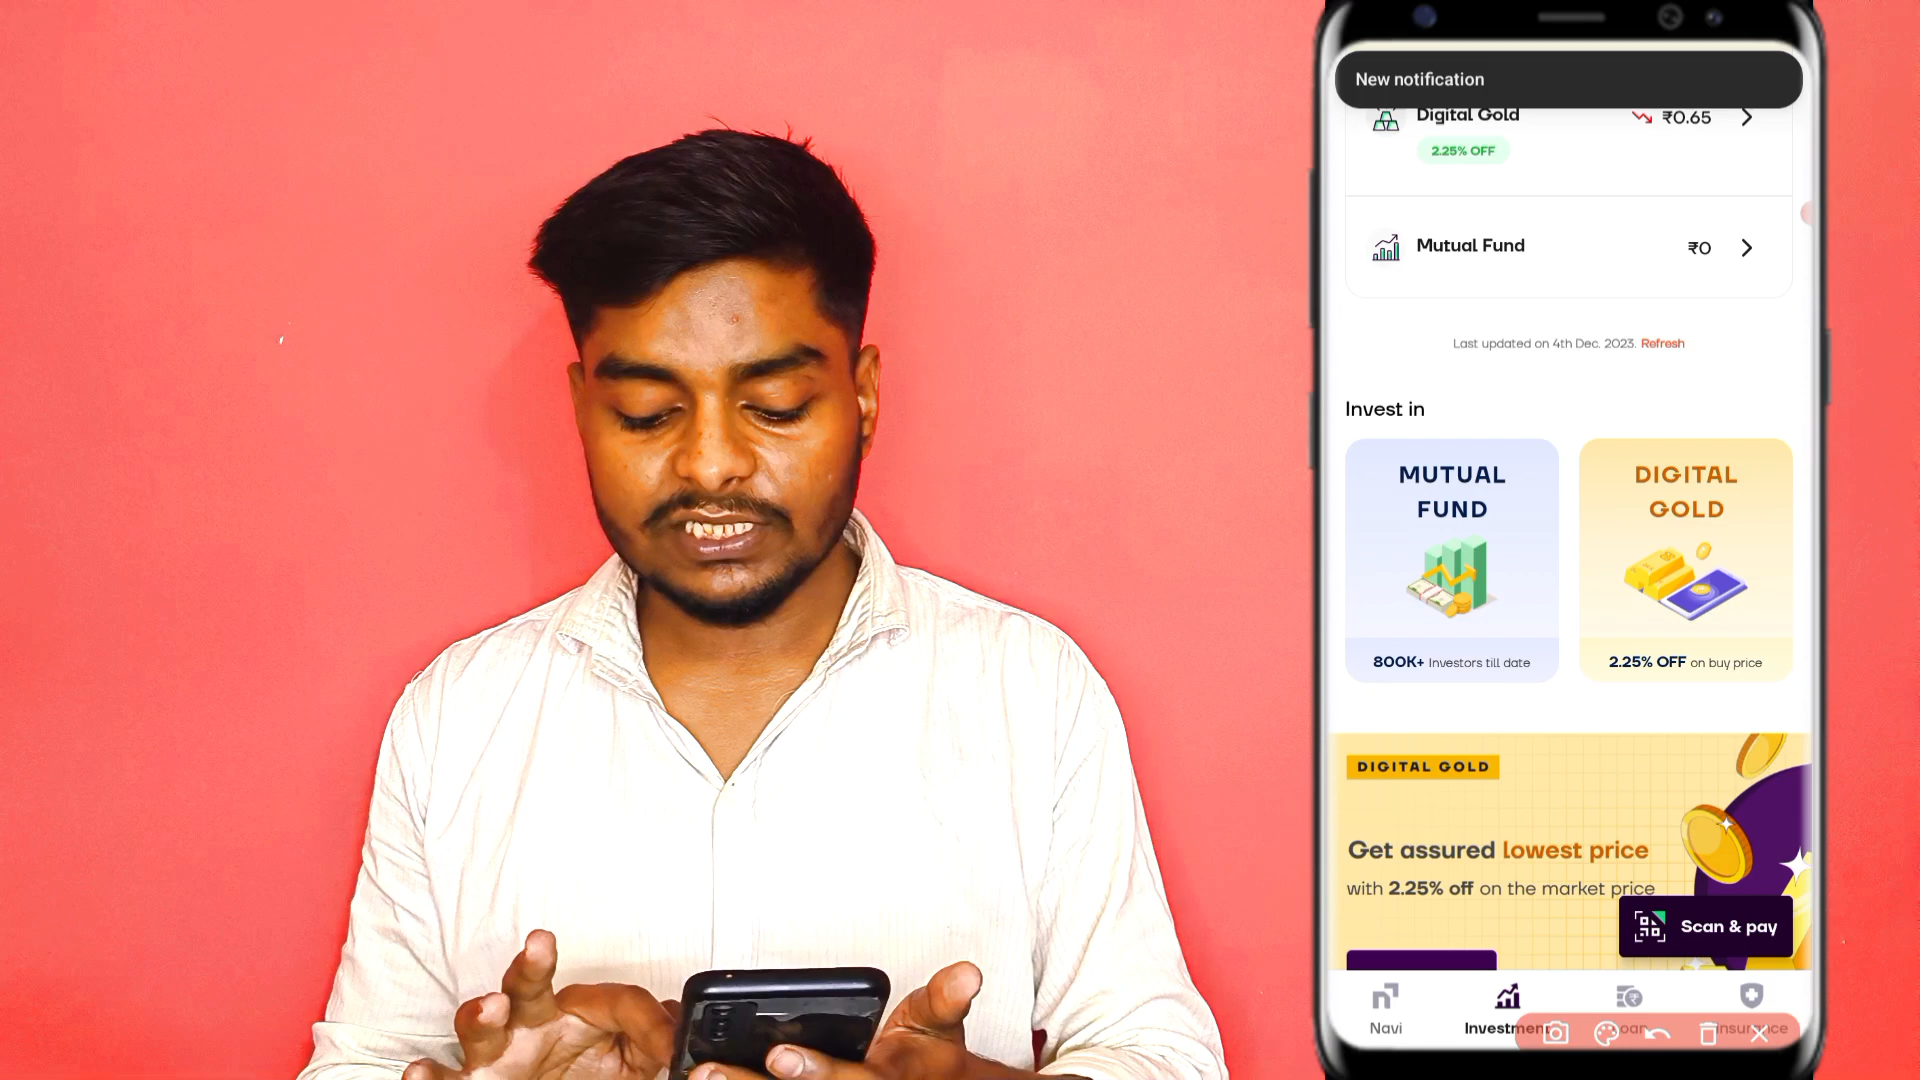 New notification
Digital Gold
₹0.65
2.25% OFF
Mutual Fund
₹0
Last updated on 4th Dec. 2023. Refresh
Invest in
MUTUAL
FUND
800K+ Investors till date
DIGITAL
GOLD
2.25% OFF on buy price
DIGITAL GOLD
Get assured lowest price
with 2.25% off on the market price
Scan & pay
Navi
Investment
Loan
Insurance